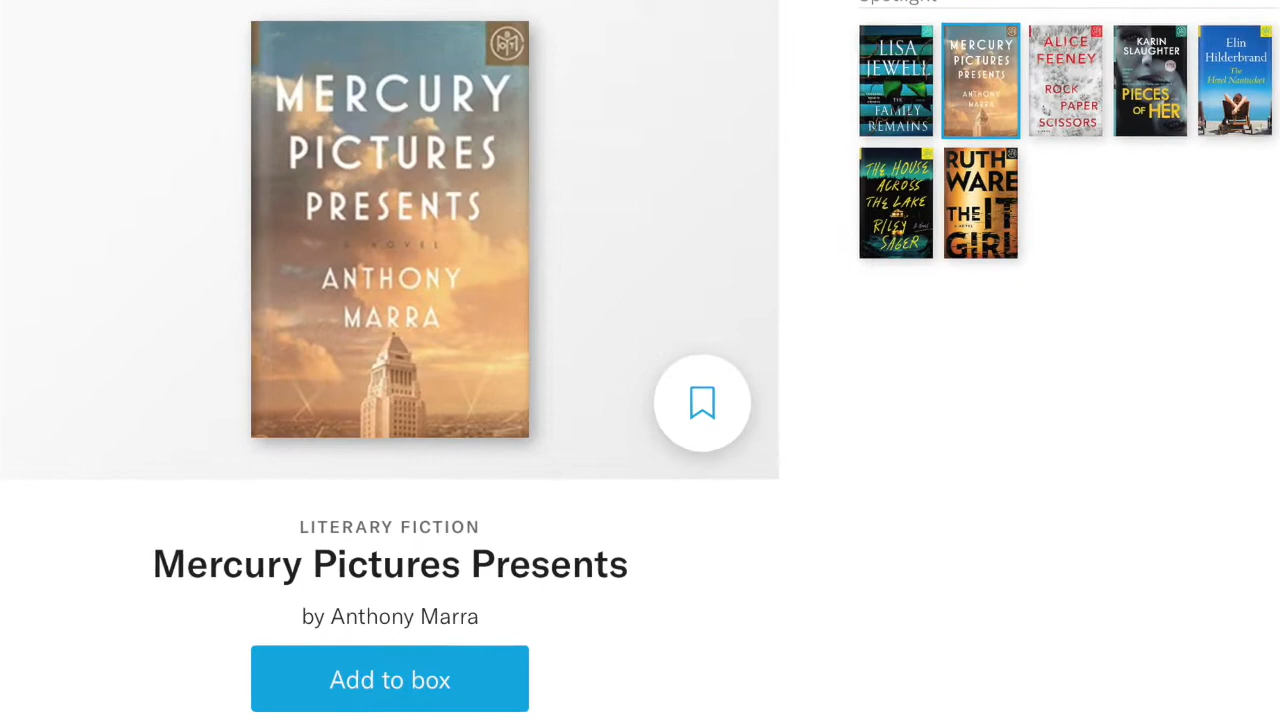 MERCURY
PICTURES
PRESENTS
A NOVEL
ANTHONY
MARRA
LITERARY FICTION
Mercury Pictures Presents
by Anthony Marra
Add to box
Spotlight
LISA
JEWELL
THE
FAMILY
REMAINS
MERCURY
PICTURES
PRESENTS
ANTHONY
MARRA
ALICE
FEENEY
ROCK
PAPER
SCISSORS
KARIN
SLAUGHTER
PIECES
OF HER
Elin
Hilderbrand
The
Hotel Nantucket
THE HOUSE
ACROSS
THE LAKE
RILEY
SAGER
RUTH
WARE
THE IT
GIRL